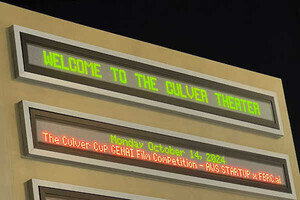 WELCOME TO THE CULVER THEATER
Monday October 14, 2024
The Culver Cup GENAI Film Competition - AWS STARTUP x FBRC.ai